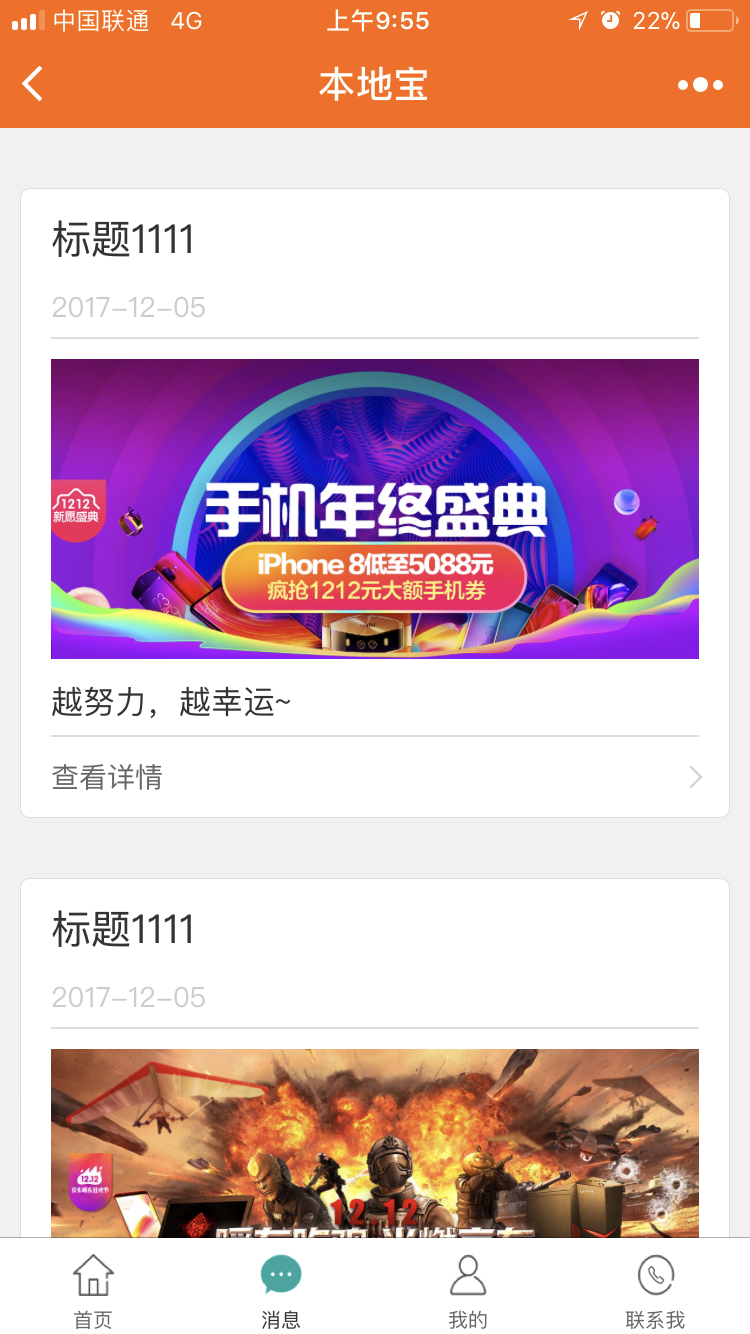 中国联通 4G 上午9:55 22%
本地宝
标题1111
2017-12-05
手机年终盛典
1212
新愿盛典
iPhone 8低至5088元
疯抢1212元大额手机券
越努力，越幸运~
查看详情
标题1111
2017-12-05
12.12
12.12
首页 消息 我的 联系我